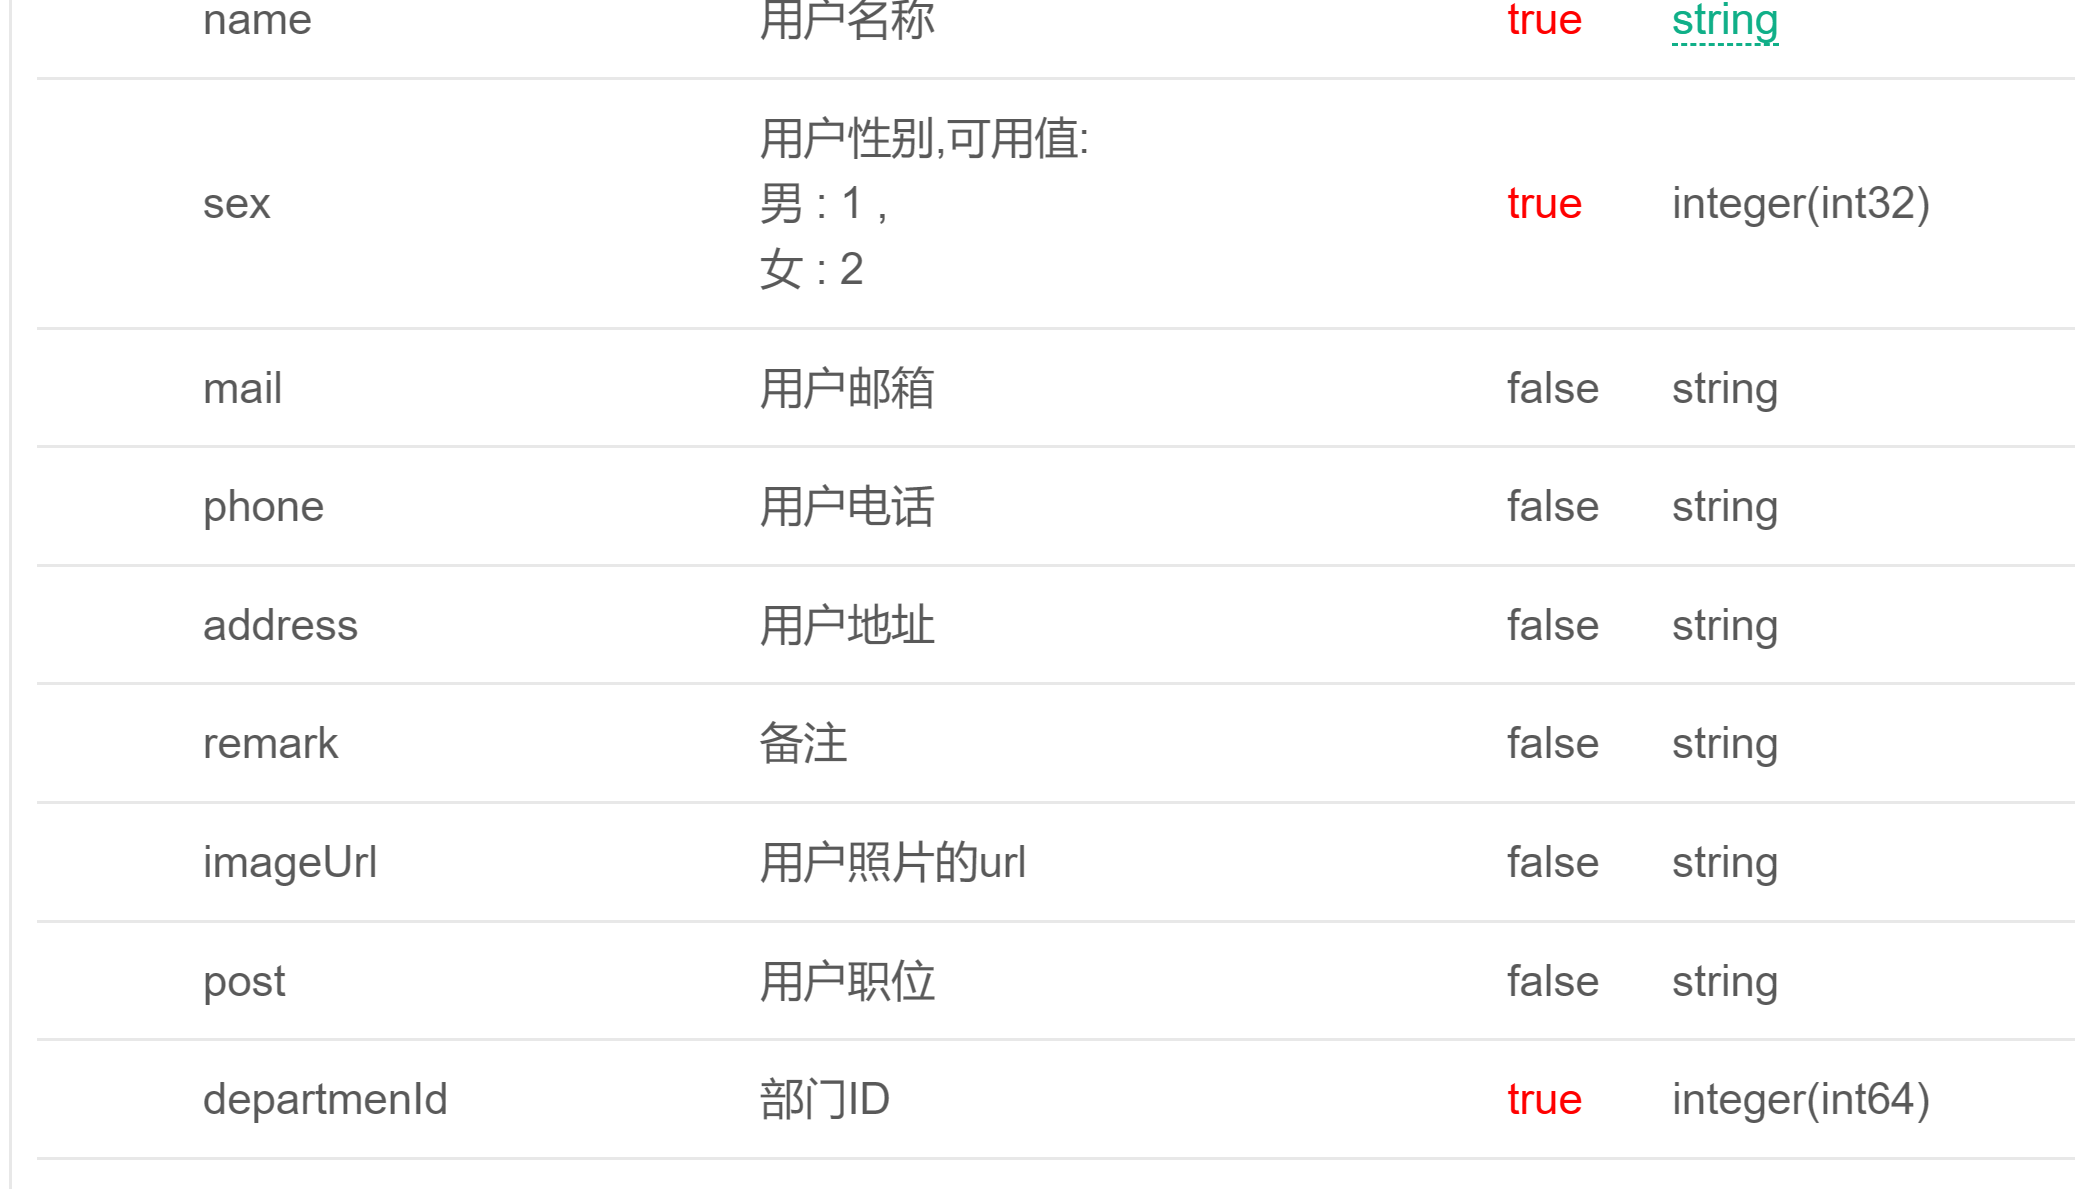 name 用户名称 true string
用户性别,可用值:
sex 男 : 1 , true integer(int32)
女 : 2
mail 用户邮箱 false string
phone 用户电话 false string
address 用户地址 false string
remark 备注 false string
imageUrl 用户照片的url false string
post 用户职位 false string
departmenId 部门ID true integer(int64)